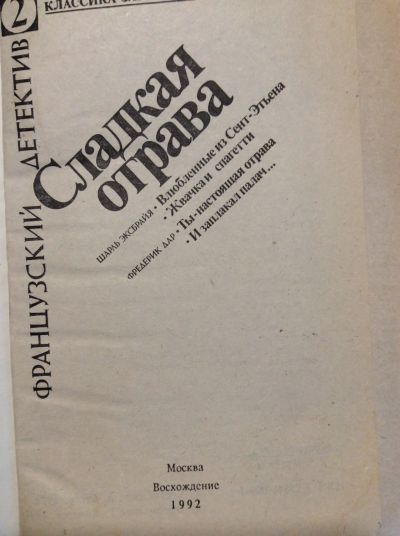 2
КЛАССИКА
ФРАНЦУЗСКИЙ ДЕТЕКТИВ
Сладкая
отрава
ШАРЛЬ ЭКСБРАЙЯ • Влюбленные из Сент-Этьена
• Жвачка и спагетти
ФРЕДЕРИК ДАР • Ты-настоящая отрава
• И заплакал палач...
Москва
Восхождение
1992